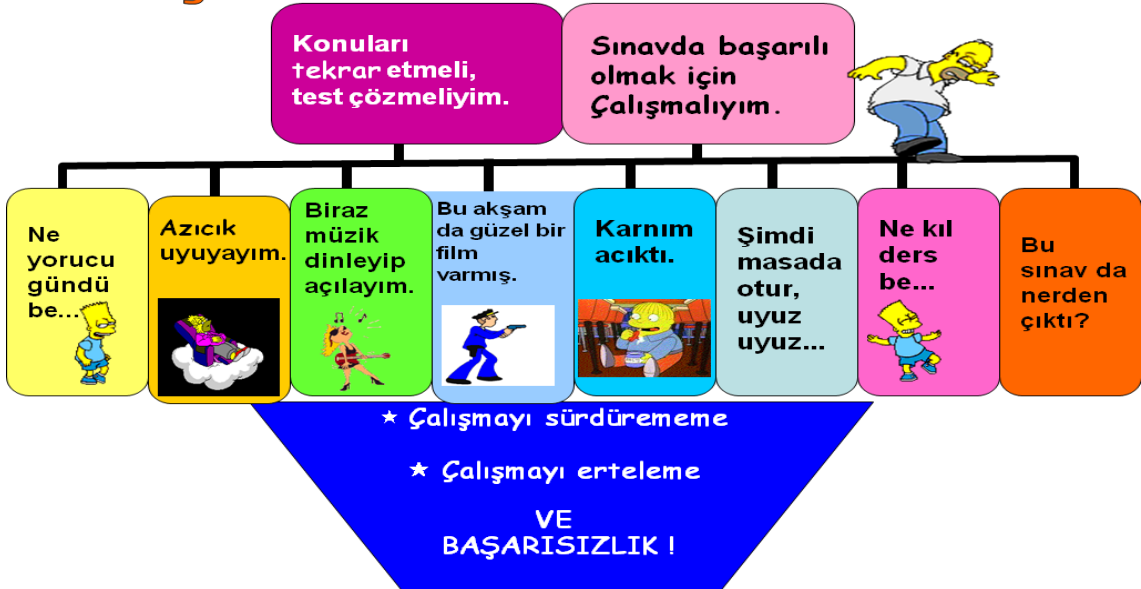 Konuları
tekrar etmeli,
test çözmeliyim.
Sınavda başarılı
olmak için
Çalışmalıyım.
Ne
yorucu
gündü
be...
Azıcık
uyuyayım.
Biraz
müzik
dinleyip
açılayım.
Bu akşam
da güzel bir
film
varmış.
Karnım
acıktı.
Şimdi
masada
otur,
uyuz
uyuz...
Ne kıl
ders
be...
Bu
sınav da
nerden
çıktı?
★ Çalışmayı sürdürememe
★ Çalışmayı erteleme
VE
BAŞARISIZLIK !